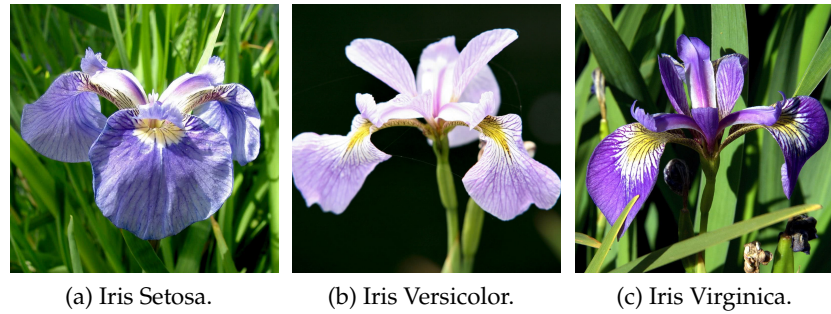 (a) Iris Setosa.
(b) Iris Versicolor.
(c) Iris Virginica.